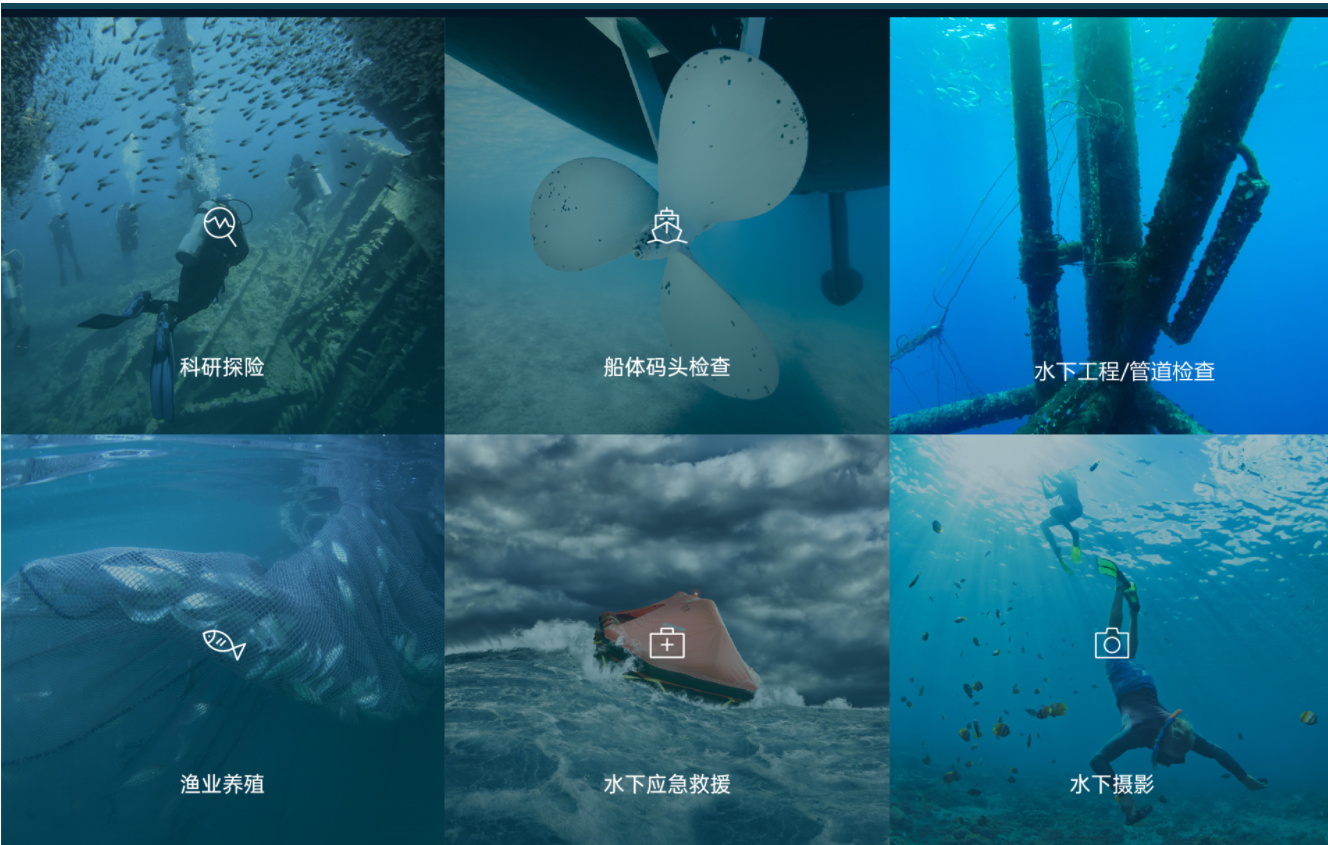 科研探险
船体码头检查
水下工程/管道检查
渔业养殖
水下应急救援
水下摄影